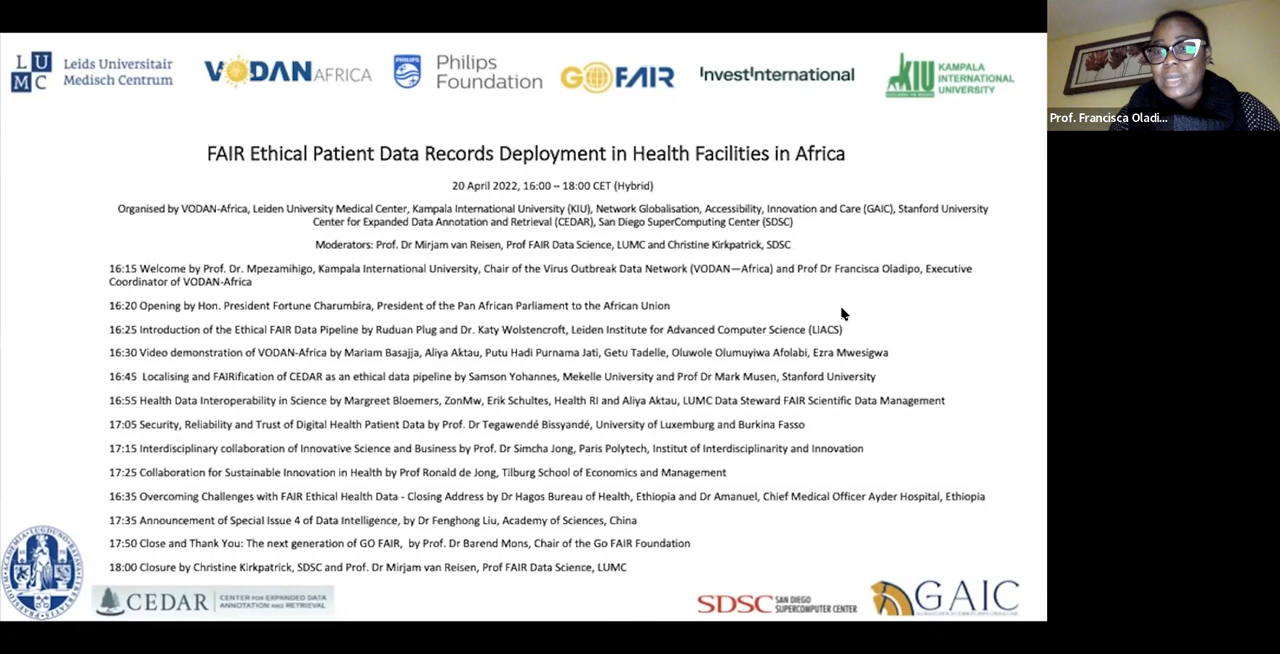 LU
MC
Leids Universitair
Medisch Centrum
VODAN AFRICA
PHILIPS
Philips
Foundation
GO FAIR
InvestInternational
KIU
KAMPALA
INTERNATIONAL
UNIVERSITY
Prof. Francisca Oladi...
FAIR Ethical Patient Data Records Deployment in Health Facilities in Africa
20 April 2022, 16:00 – 18:00 CET (Hybrid)
Organised by VODAN-Africa, Leiden University Medical Center, Kampala International University (KIU), Network Globalisation, Accessibility, Innovation and Care (GAIC), Stanford University
Center for Expanded Data Annotation and Retrieval (CEDAR), San Diego SuperComputing Center (SDSC)
Moderators: Prof. Dr Mirjam van Reisen, Prof FAIR Data Science, LUMC and Christine Kirkpatrick, SDSC
16:15 Welcome by Prof. Dr. Mpezamihigo, Kampala International University, Chair of the Virus Outbreak Data Network (VODAN—Africa) and Prof Dr Francisca Oladipo, Executive
Coordinator of VODAN-Africa
16:20 Opening by Hon. President Fortune Charumbira, President of the Pan African Parliament to the African Union
16:25 Introduction of the Ethical FAIR Data Pipeline by Ruduan Plug and Dr. Katy Wolstencroft, Leiden Institute for Advanced Computer Science (LIACS)
16:30 Video demonstration of VODAN-Africa by Mariam Basajja, Aliya Aktau, Putu Hadi Purnama Jati, Getu Tadelle, Oluwole Olumuyiwa Afolabi, Ezra Mwesigwa
16:45 Localising and FAIRification of CEDAR as an ethical data pipeline by Samson Yohannes, Mekelle University and Prof Dr Mark Musen, Stanford University
16:55 Health Data Interoperability in Science by Margreet Bloemers, ZonMw, Erik Schultes, Health RI and Aliya Aktau, LUMC Data Steward FAIR Scientific Data Management
17:05 Security, Reliability and Trust of Digital Health Patient Data by Prof. Dr Tegawendé Bissyandé, University of Luxemburg and Burkina Fasso
17:15 Interdisciplinary collaboration of Innovative Science and Business by Prof. Dr Simcha Jong, Paris Polytech, Institut of Interdisciplinarity and Innovation
17:25 Collaboration for Sustainable Innovation in Health by Prof Ronald de Jong, Tilburg School of Economics and Management
16:35 Overcoming Challenges with FAIR Ethical Health Data - Closing Address by Dr Hagos Bureau of Health, Ethiopia and Dr Amanuel, Chief Medical Officer Ayder Hospital, Ethiopia
17:35 Announcement of Special Issue 4 of Data Intelligence, by Dr Fenghong Liu, Academy of Sciences, China
17:50 Close and Thank You: The next generation of GO FAIR, by Prof. Dr Barend Mons, Chair of the Go FAIR Foundation
18:00 Closure by Christine Kirkpatrick, SDSC and Prof. Dr Mirjam van Reisen, Prof FAIR Data Science, LUMC
CEDAR
CENTER FOR EXPANDED DATA
ANNOTATION AND RETRIEVAL
SDSC
SAN DIEGO
SUPERCOMPUTER CENTER
GAIC